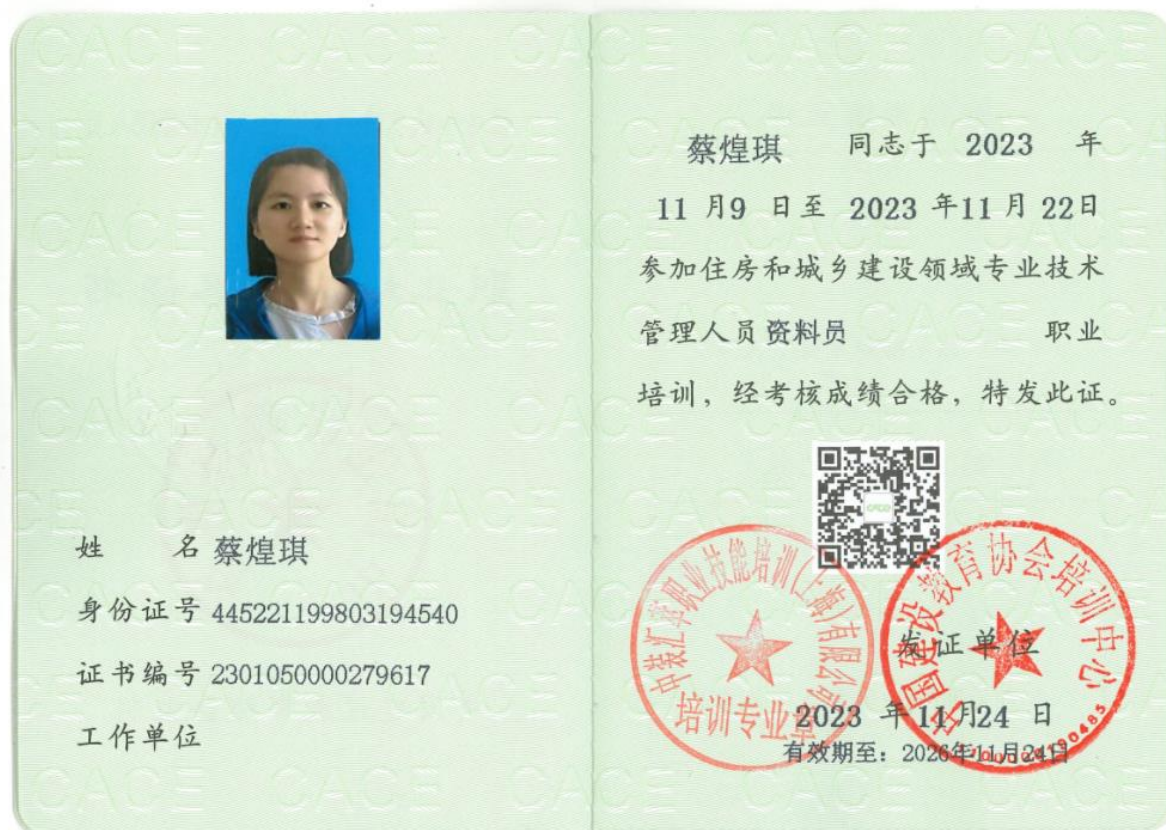 姓 名 蔡煌琪
身份证号 445221199803194540
证书编号 2301050000279617
工作单位
蔡煌琪 同志于 2023 年
11 月9 日至 2023 年11 月 22日
参加住房和城乡建设领域专业技术
管理人员资料员 职业
培训，经考核成绩合格，特发此证。
中国建设教育协会培训中心
培训专业章
发证单位
2023 年 11月24 日
有效期至：2026年11月24日
CACE